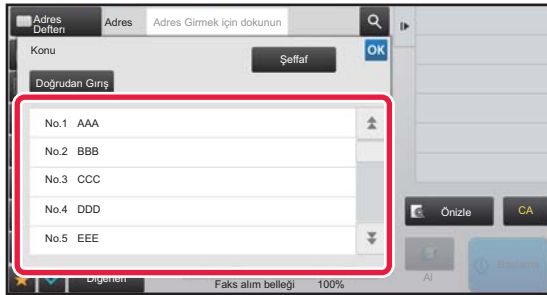 Adres Defteri
Adres
Adres Girmek için dokunun
Konu
Şeffaf
OK
Doğrudan Giriş
No.1 AAA
No.2 BBB
No.3 CCC
No.4 DDD
No.5 EEE
Önizle
CA
Diğerleri
Faks alım belleği 100%
Al